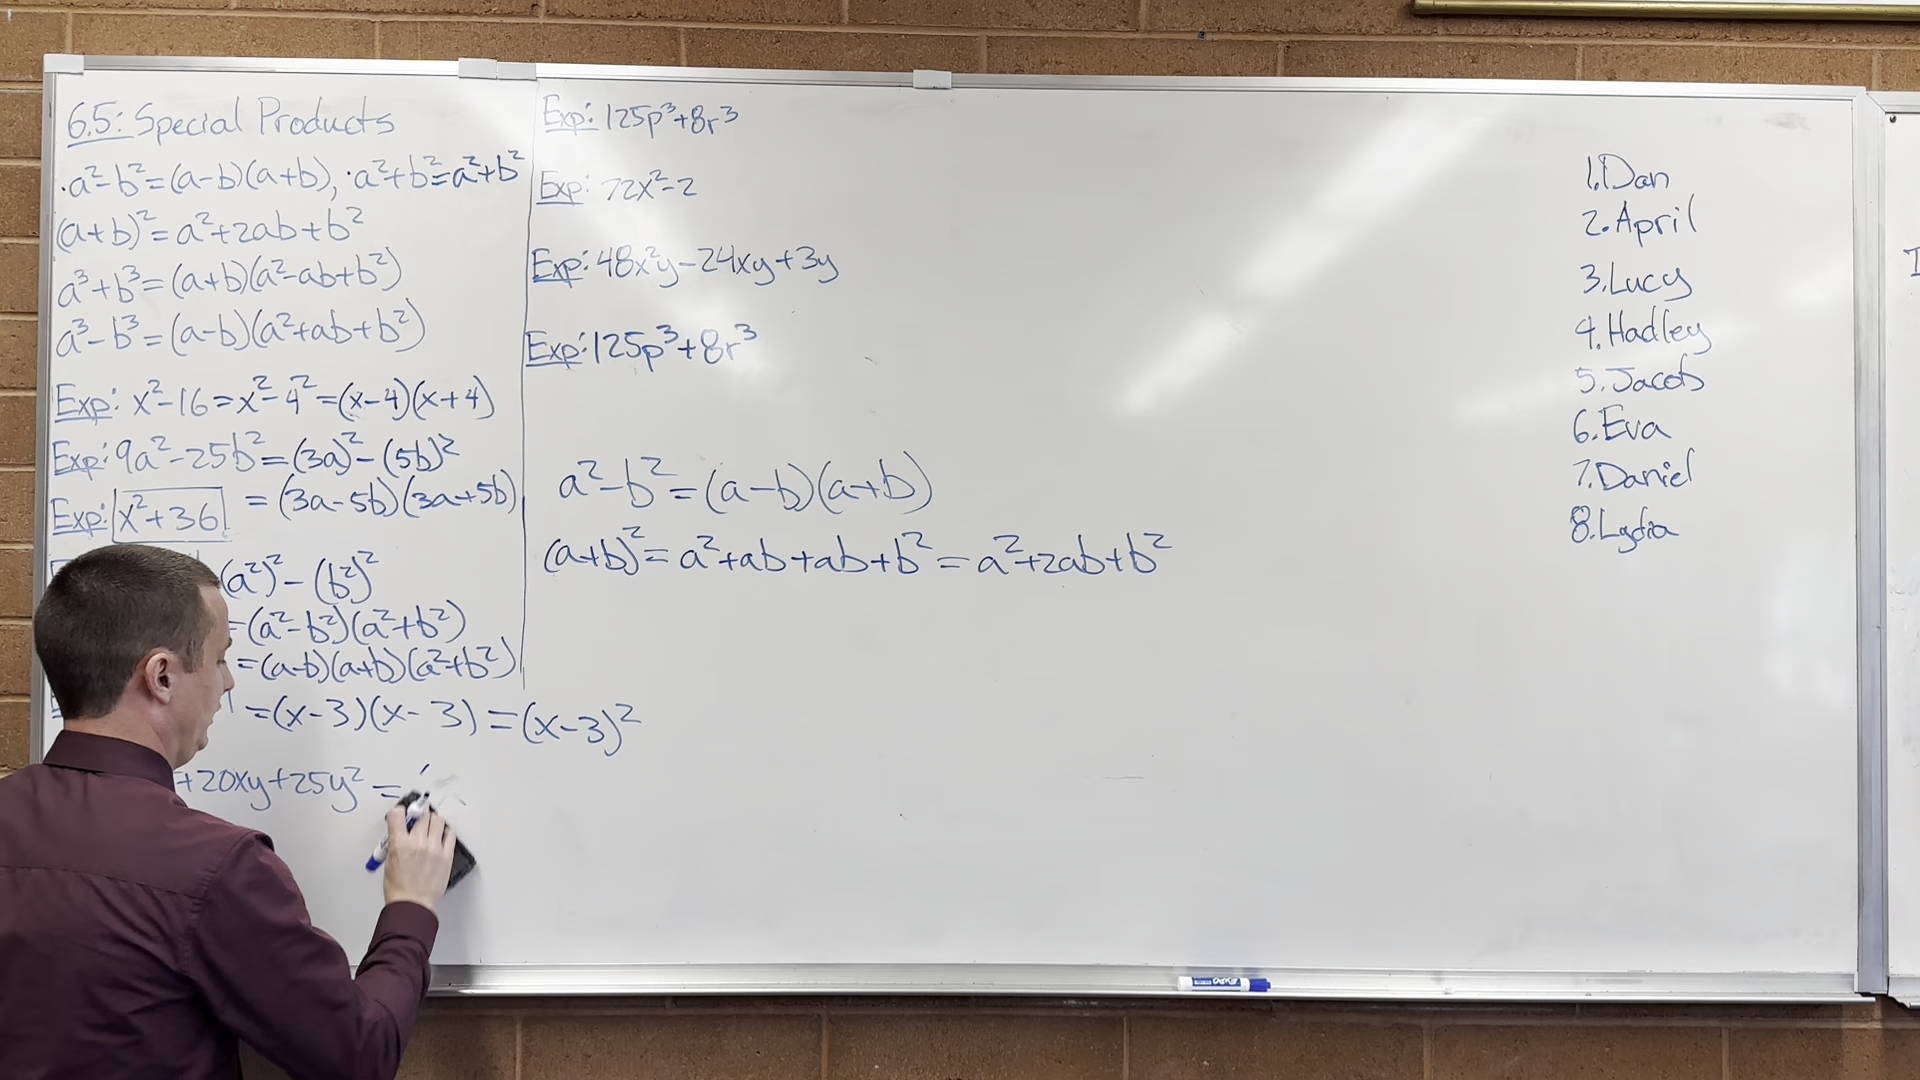 6.5: Special Products
·a²-b²=(a-b)(a+b), ·a²+b²=a²+b²
(a+b)²=a²+2ab+b²
a³+b³=(a+b)(a²-ab+b²)
a³-b³=(a-b)(a²+ab+b²)
Exp: x²-16=x²-4²=(x-4)(x+4)
Exp: 9a²-25b²=(3a)²-(5b)²
=(3a-5b)(3a+5b)
Exp: x²+36
(a²)²-(b²)²
=(a²-b²)(a²+b²)
=(a-b)(a+b)(a²+b²)
=(x-3)(x-3)=(x-3)²
+20xy+25y²=
Exp: 125p³+8r³
Exp: 72x²-2
Exp: 48x²y-24xy+3y
Exp: 125p³+8r³
a²-b²=(a-b)(a+b)
(a+b)²=a²+ab+ab+b²=a²+2ab+b²
1. Dan
2. April
3. Lucy
4. Hadley
5. Jacob
6. Eva
7. Daniel
8. Lydia